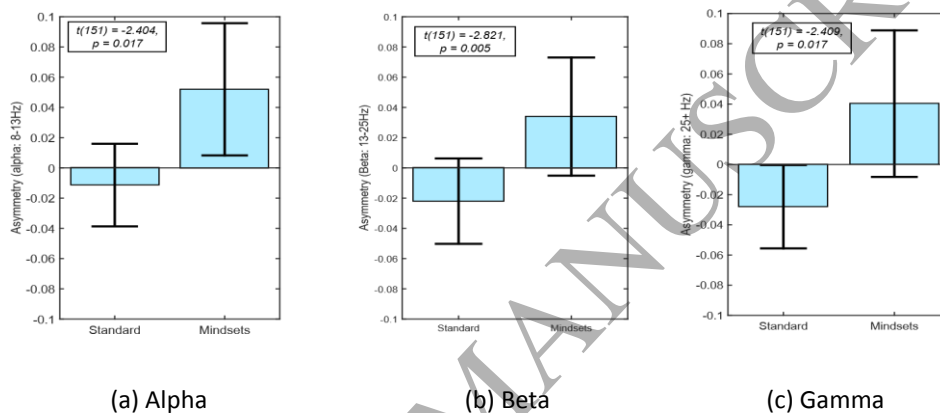 t(151) = -2.404,
p = 0.017
Asymmetry (alpha: 8-13Hz)
0.1
0.08
0.06
0.04
0.02
0
-0.02
-0.04
-0.06
-0.08
-0.1
Standard Mindsets
(a) Alpha
t(151) = -2.821,
p = 0.005
Asymmetry (Beta: 13-25Hz)
0.1
0.08
0.06
0.04
0.02
0
-0.02
-0.04
-0.06
-0.08
-0.1
Standard Mindsets
(b) Beta
t(151) = -2.409,
p = 0.017
Asymmetry (gamma: 25+ Hz)
0.1
0.08
0.06
0.04
0.02
0
-0.02
-0.04
-0.06
-0.08
-0.1
Standard Mindsets
(c) Gamma
MANUSCR